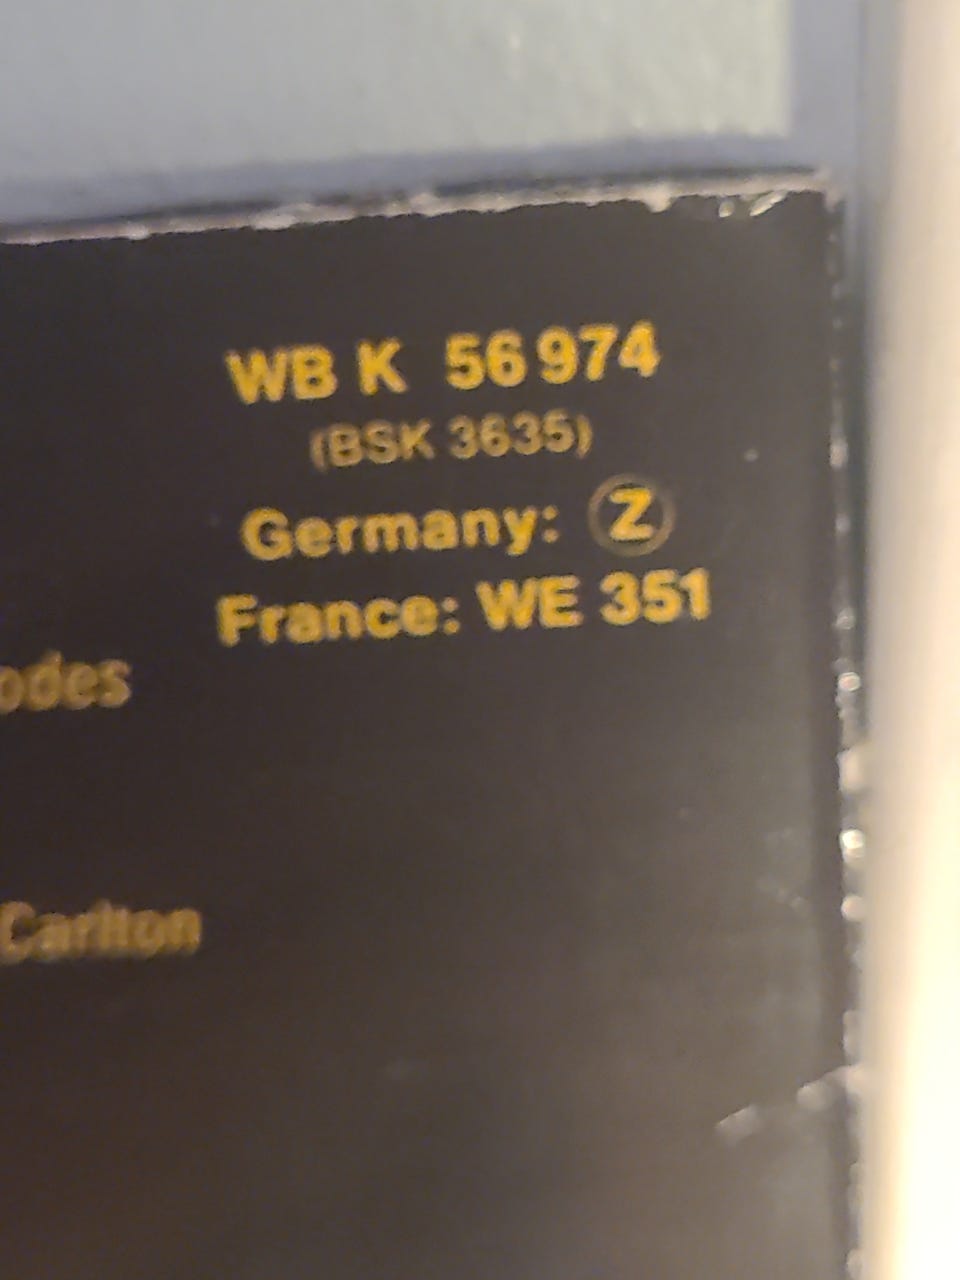 WB K 56 974
(BSK 3635)
Germany: Ⓩ
France: WE 351
odes
Carlton